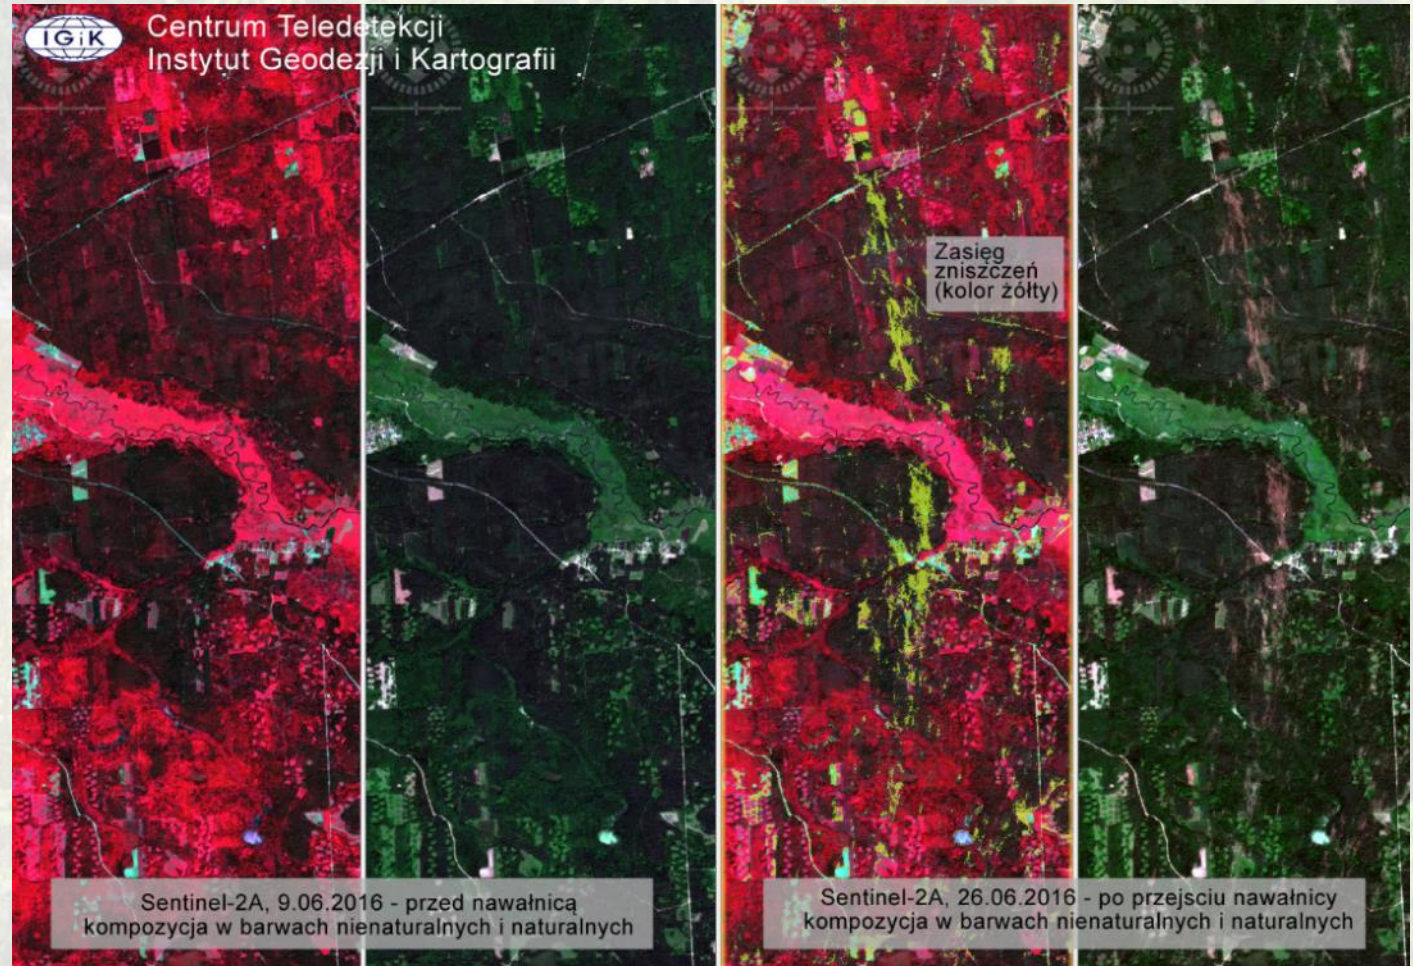 IGiK
Centrum Teledetekcji
Instytut Geodezji i Kartografii
Zasięg
zniszczeń
(kolor żółty)
Sentinel-2A, 9.06.2016 - przed nawałnicą
kompozycja w barwach nienaturalnych i naturalnych
Sentinel-2A, 26.06.2016 - po przejsciu nawałnicy
kompozycja w barwach nienaturalnych i naturalnych